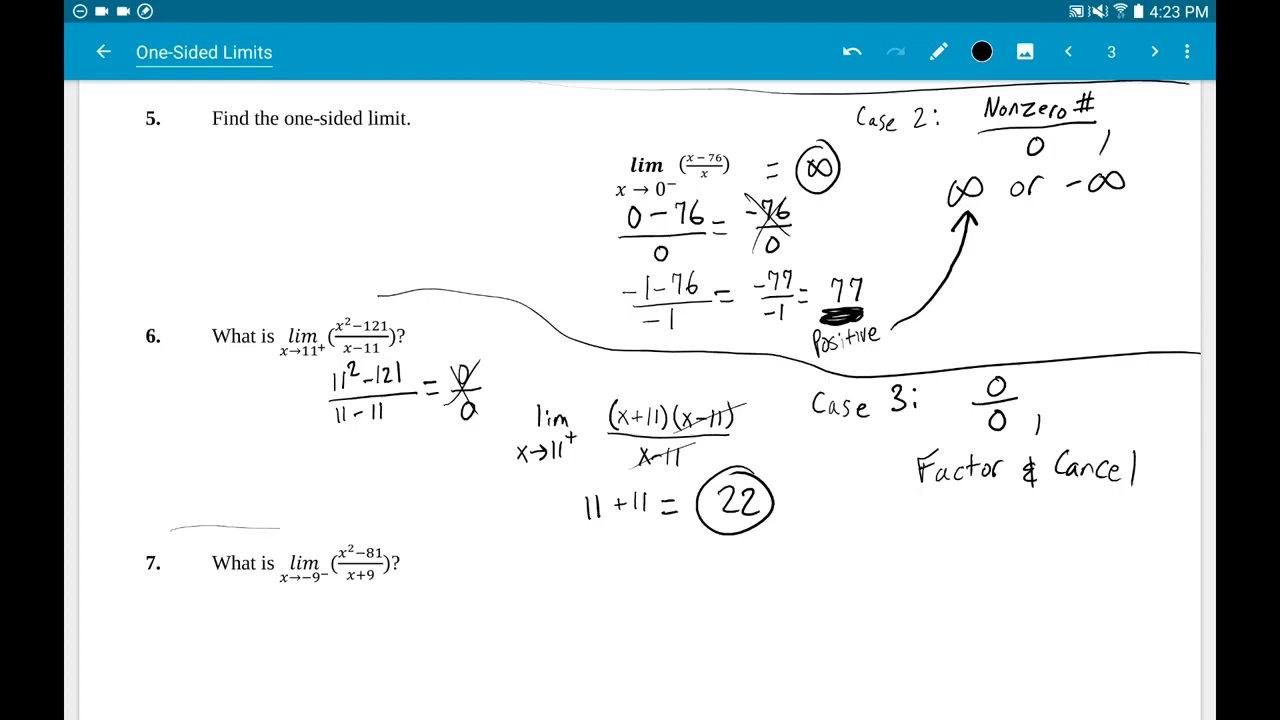 4:23 PM
One-Sided Limits
3
5. Find the one-sided limit.
Case 2: Nonzero #
0 ,
lim (x − 76 / x) = ∞
x → 0⁻
∞ or -∞
0 - 76 / 0 = -76 / 0
-1 - 76 / -1 = -77 / -1 = 77
Positive
6. What is lim x→11⁺ (x²−121 / x−11)?
11² - 121 / 11 - 11 = 0 / 0
Case 3: 0 / 0 ,
lim x→11⁺ (x+11)(x-11) / x-11
Factor & Cancel
11 + 11 = 22
7. What is lim x→−9⁻ (x²−81 / x+9)?